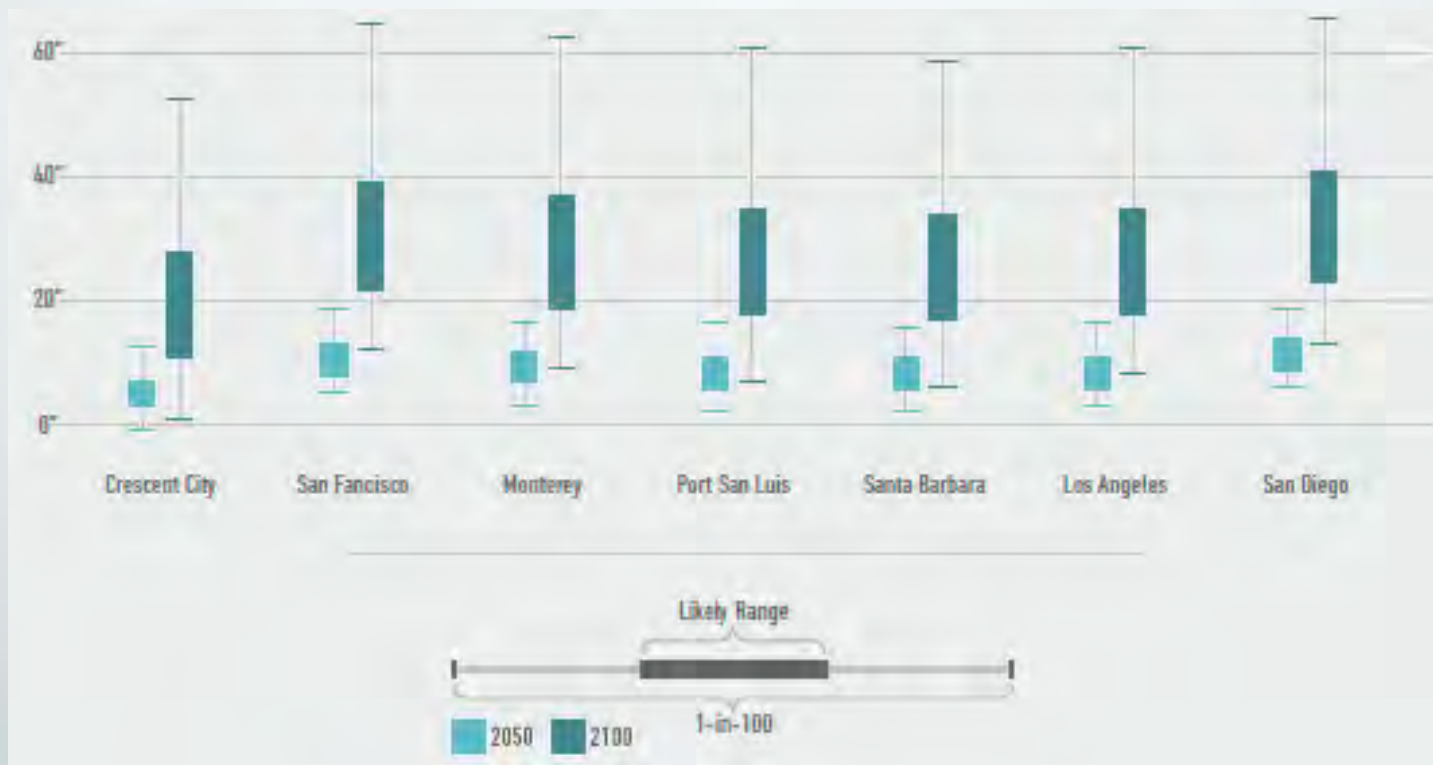 60"
40"
20"
0"
Crescent City San Fancisco Monterey Port San Luis Santa Barbara Los Angeles San Diego
Likely Range
1-in-100
2050 2100